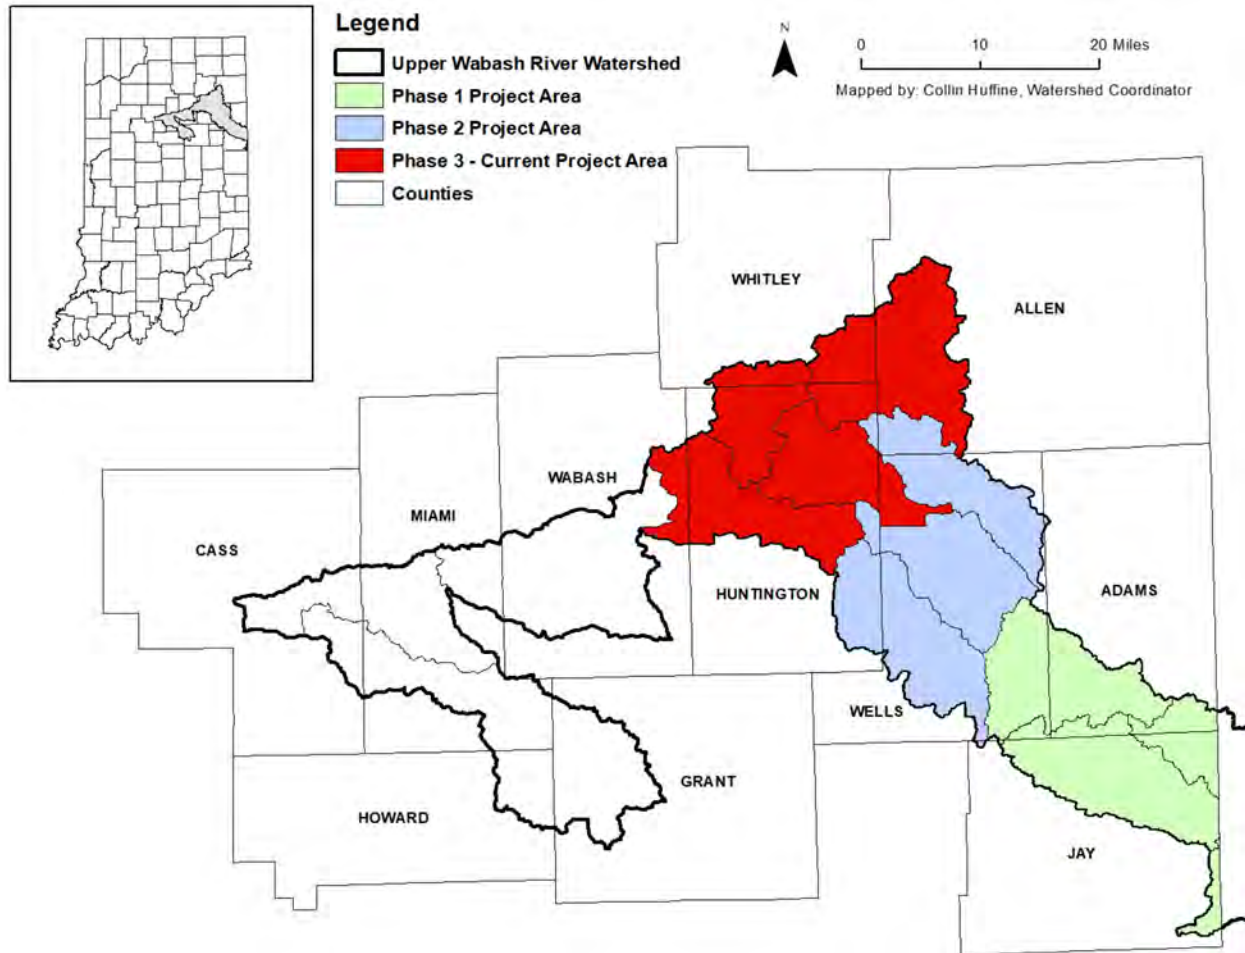 Legend
Upper Wabash River Watershed
Phase 1 Project Area
Phase 2 Project Area
Phase 3 - Current Project Area
Counties
N
0 10 20 Miles
Mapped by: Collin Huffine, Watershed Coordinator
WHITLEY
ALLEN
WABASH
MIAMI
CASS
HUNTINGTON
ADAMS
WELLS
GRANT
HOWARD
JAY